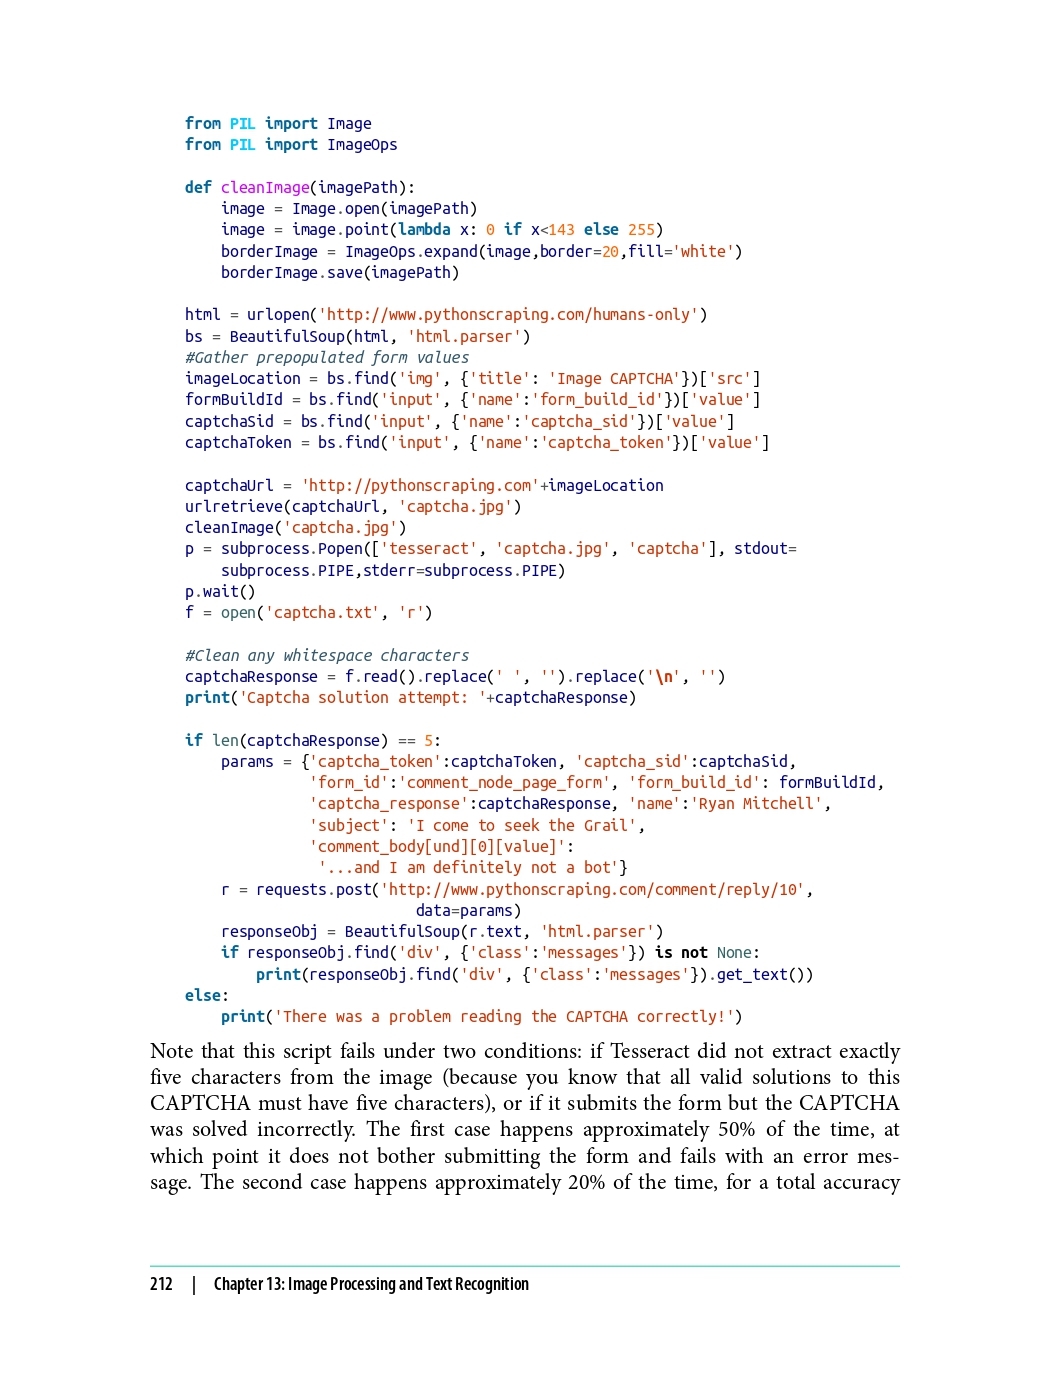 from PIL import Image
from PIL import ImageOps

def cleanImage(imagePath):
    image = Image.open(imagePath)
    image = image.point(lambda x: 0 if x<143 else 255)
    borderImage = ImageOps.expand(image,border=20,fill='white')
    borderImage.save(imagePath)

html = urlopen('http://www.pythonscraping.com/humans-only')
bs = BeautifulSoup(html, 'html.parser')
#Gather prepopulated form values
imageLocation = bs.find('img', {'title': 'Image CAPTCHA'})['src']
formBuildId = bs.find('input', {'name':'form_build_id'})['value']
captchaSid = bs.find('input', {'name':'captcha_sid'})['value']
captchaToken = bs.find('input', {'name':'captcha_token'})['value']

captchaUrl = 'http://pythonscraping.com'+imageLocation
urlretrieve(captchaUrl, 'captcha.jpg')
cleanImage('captcha.jpg')
p = subprocess.Popen(['tesseract', 'captcha.jpg', 'captcha'], stdout=
    subprocess.PIPE,stderr=subprocess.PIPE)
p.wait()
f = open('captcha.txt', 'r')

#Clean any whitespace characters
captchaResponse = f.read().replace(' ', '').replace('\n', '')
print('Captcha solution attempt: '+captchaResponse)

if len(captchaResponse) == 5:
    params = {'captcha_token':captchaToken, 'captcha_sid':captchaSid,
              'form_id':'comment_node_page_form', 'form_build_id': formBuildId,
              'captcha_response':captchaResponse, 'name':'Ryan Mitchell',
              'subject': 'I come to seek the Grail',
              'comment_body[und][0][value]':
               '...and I am definitely not a bot'}
    r = requests.post('http://www.pythonscraping.com/comment/reply/10',
                          data=params)
    responseObj = BeautifulSoup(r.text, 'html.parser')
    if responseObj.find('div', {'class':'messages'}) is not None:
        print(responseObj.find('div', {'class':'messages'}).get_text())
else:
    print('There was a problem reading the CAPTCHA correctly!')
Note that this script fails under two conditions: if Tesseract did not extract exactly
five characters from the image (because you know that all valid solutions to this
CAPTCHA must have five characters), or if it submits the form but the CAPTCHA
was solved incorrectly. The first case happens approximately 50% of the time, at
which point it does not bother submitting the form and fails with an error mes-
sage. The second case happens approximately 20% of the time, for a total accuracy
212 | Chapter 13: Image Processing and Text Recognition